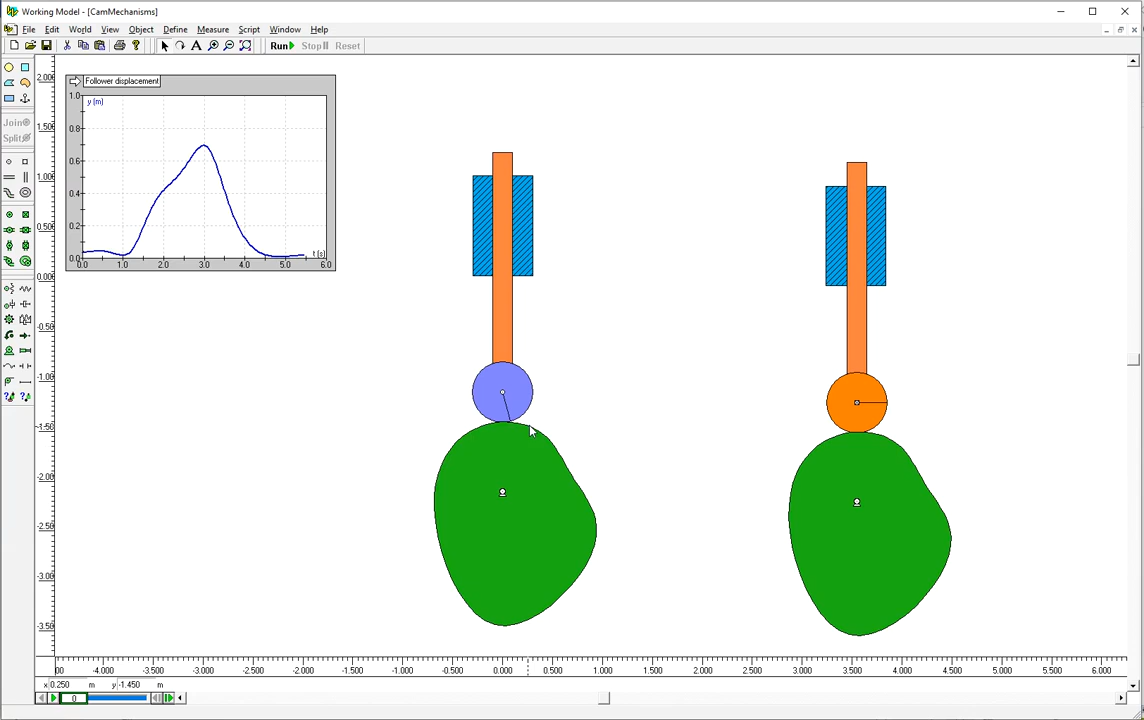 Working Model - [CamMechanisms]
File Edit World View Object Define Measure Script Window Help
Run Stop Reset
Join
Split
Follower displacement
y (m)
1.0
0.8
0.6
0.4
0.2
0.0
0.0 1.0 2.0 3.0 4.0 5.0 6.0
t (s)
2.000
1.500
1.000
0.500
0.000
-0.500
-1.000
-1.500
-2.000
-2.500
-3.000
-3.500
00 -4.000 -3.500 -3.000 -2.500 -2.000 -1.500 -1.000 -0.500 0.000 0.500 1.000 1.500 2.000 2.500 3.000 3.500 4.000 4.500 5.000 5.500 6.000
x 0.250 m y -1.450 m
0